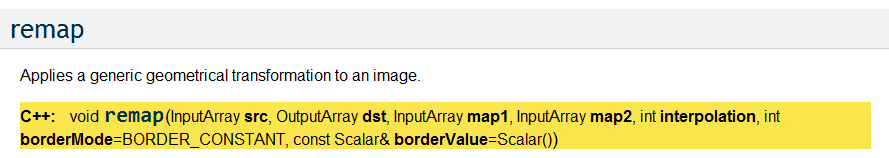 remap
Applies a generic geometrical transformation to an image.
C++: void remap(InputArray src, OutputArray dst, InputArray map1, InputArray map2, int interpolation, int
borderMode=BORDER_CONSTANT, const Scalar& borderValue=Scalar())